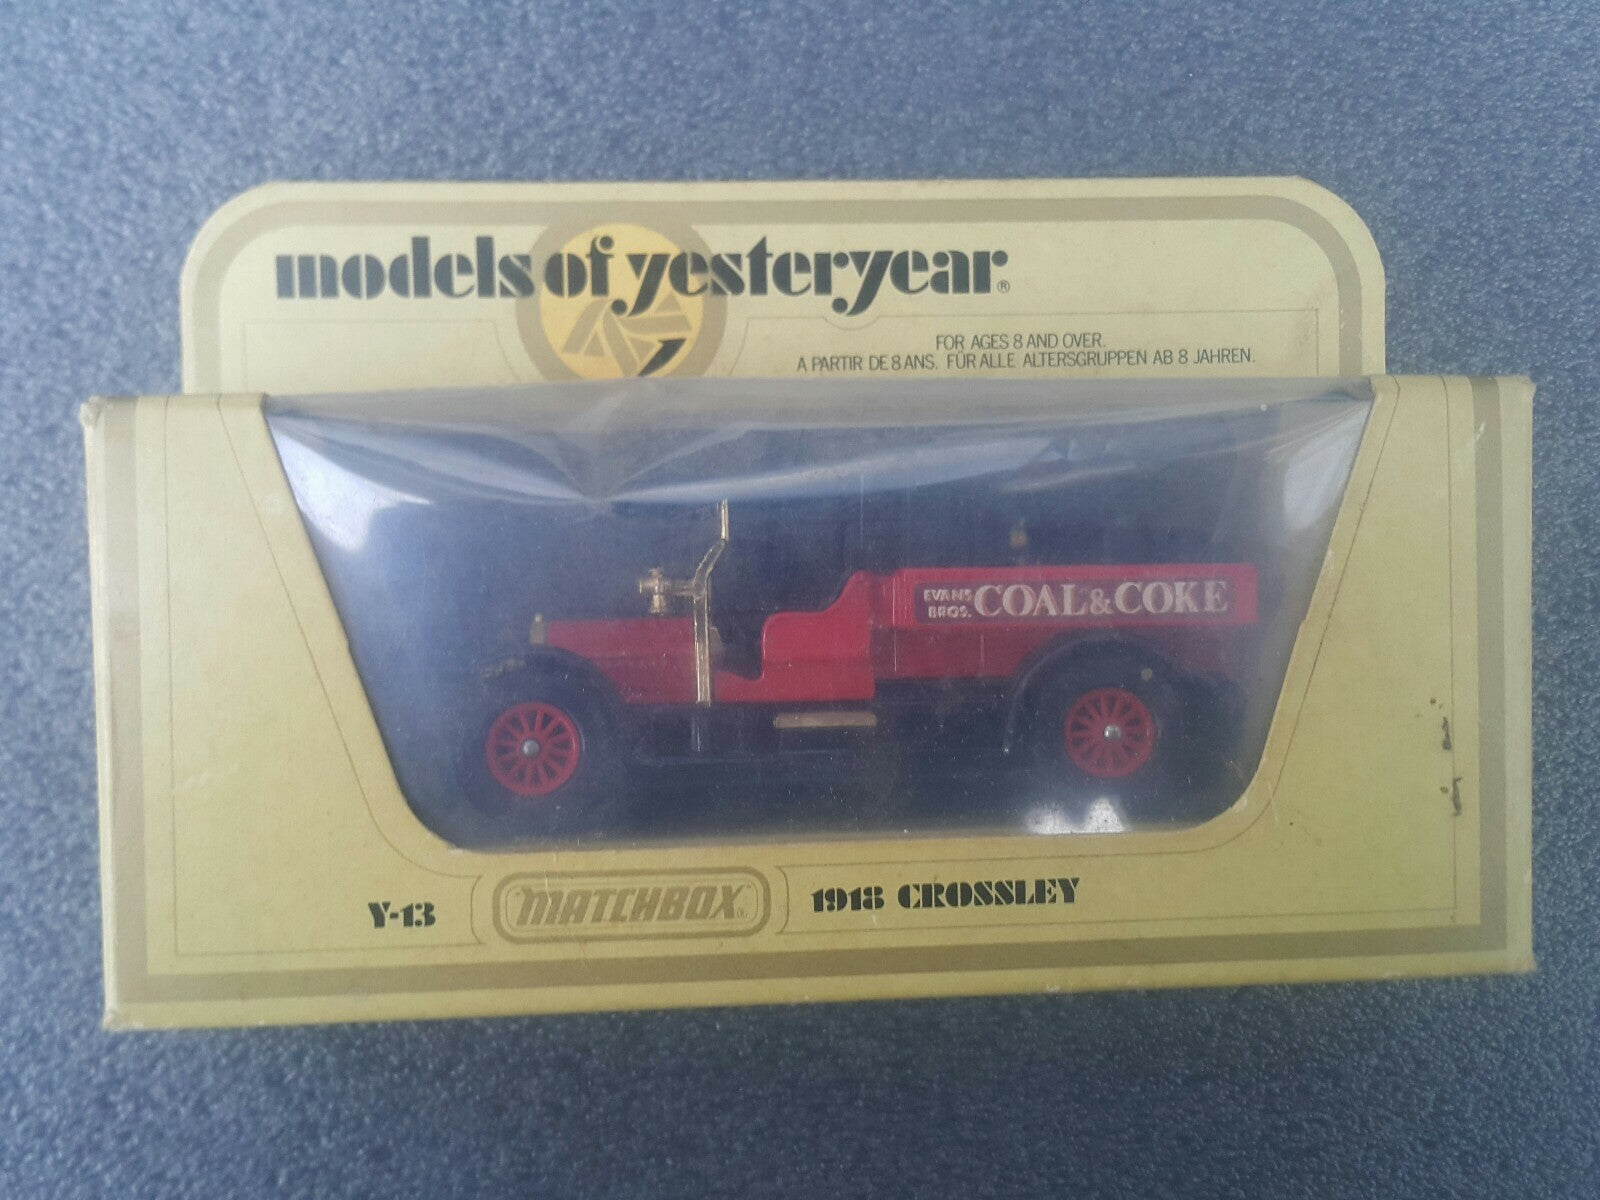 models of yesteryear®
FOR AGES 8 AND OVER.
A PARTIR DE 8 ANS. FÜR ALLE ALTERSGRUPPEN AB 8 JAHREN.
EVANS BROS. COAL & COKE
Y-13
"MATCHBOX"
1918 CROSSLEY